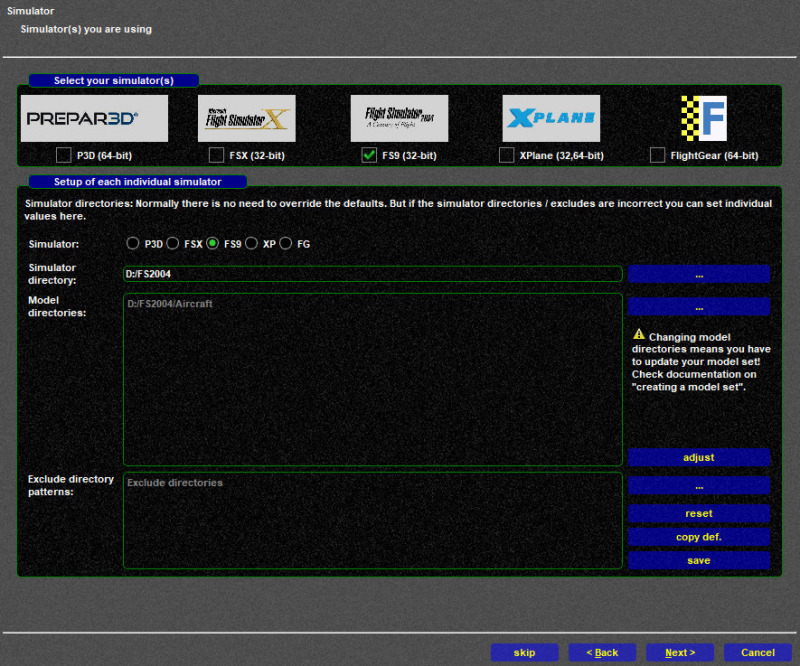 Simulator
Simulator(s) you are using
Select your simulator(s)
PREPAR3D®
Microsoft
Flight Simulator X
Flight Simulator 2004
A Century of Flight
XPLANE
F
P3D (64-bit)
FSX (32-bit)
FS9 (32-bit)
XPlane (32,64-bit)
FlightGear (64-bit)
Setup of each individual simulator
Simulator directories: Normally there is no need to override the defaults. But if the simulator directories / excludes are incorrect you can set individual
values here.
Simulator:
P3D
FSX
FS9
XP
FG
Simulator
directory:
D:/FS2004
...
Model
directories:
D:/FS2004/Aircraft
...
Changing model
directories means you have
to update your model set!
Check documentation on
"creating a model set".
adjust
Exclude directory
patterns:
Exclude directories
...
reset
copy def.
save
skip
< Back
Next >
Cancel